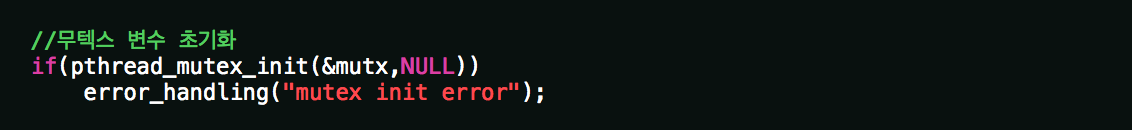 //무텍스 변수 초기화
if(pthread_mutex_init(&mutx,NULL))
    error_handling("mutex init error");